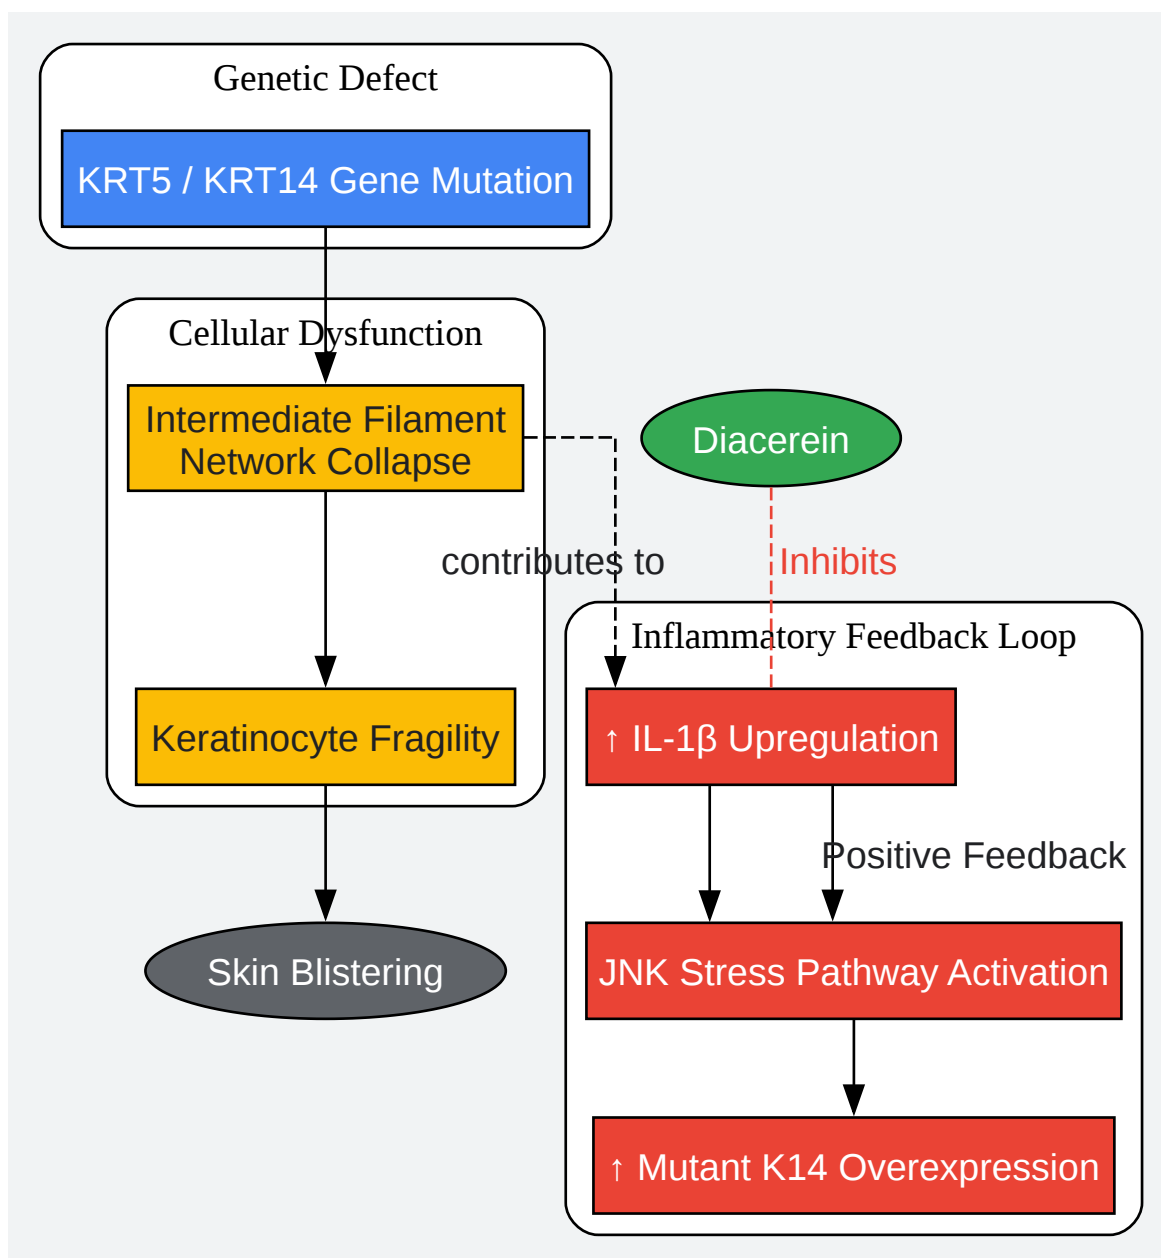 Genetic Defect
KRT5 / KRT14 Gene Mutation
Cellular Dysfunction
Intermediate Filament
Network Collapse
Diacerein
contributes to
Inhibits
Inflammatory Feedback Loop
Keratinocyte Fragility
↑ IL-1β Upregulation
Positive Feedback
Skin Blistering
JNK Stress Pathway Activation
↑ Mutant K14 Overexpression